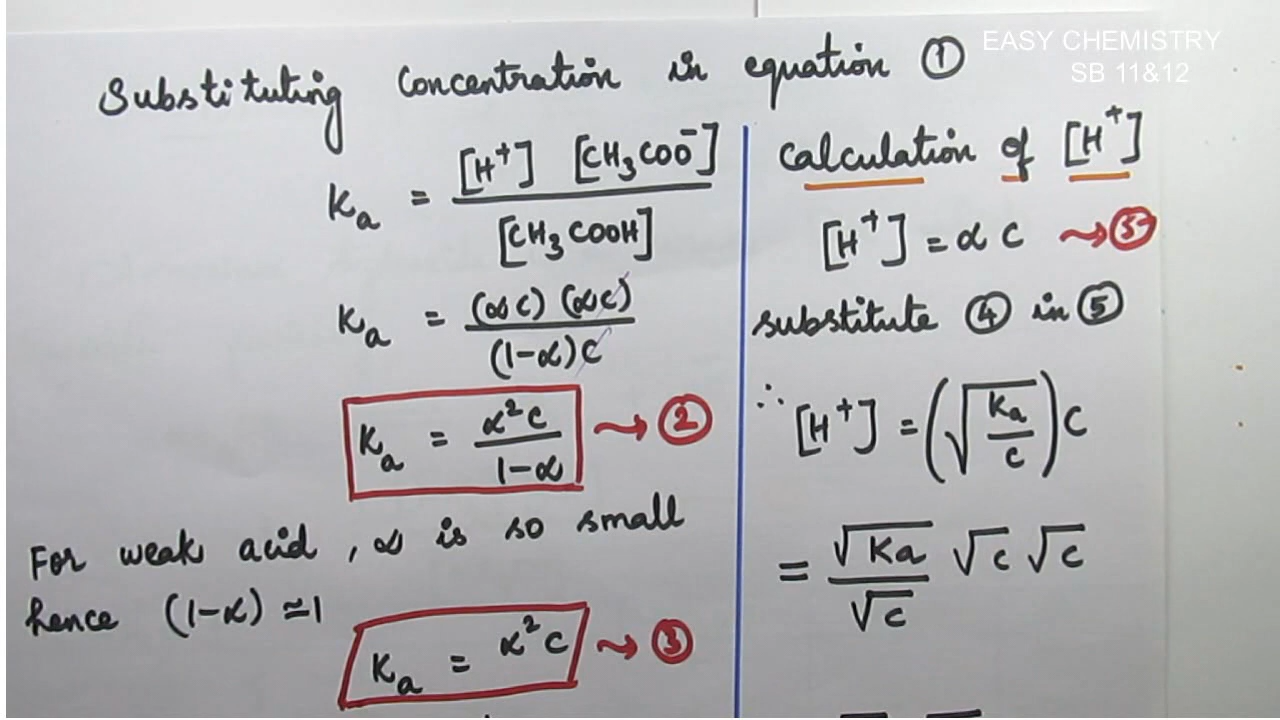 EASY CHEMISTRY
SB 11&12
Substituting Concentration in equation ①
Ka = [H⁺] [CH₃COO⁻] / [CH₃COOH]
Ka = (αC) (αC) / (1-α)C
Ka = α²C / 1-α → ②
For weak acid, α is so small
hence (1-α) ≃ 1
Ka = α²C → ③
Calculation of [H⁺]
[H⁺] = αC → ⑤
substitute ④ in ⑤
∴ [H⁺] = (√(Ka/C)) C
= √Ka / √C √C √C